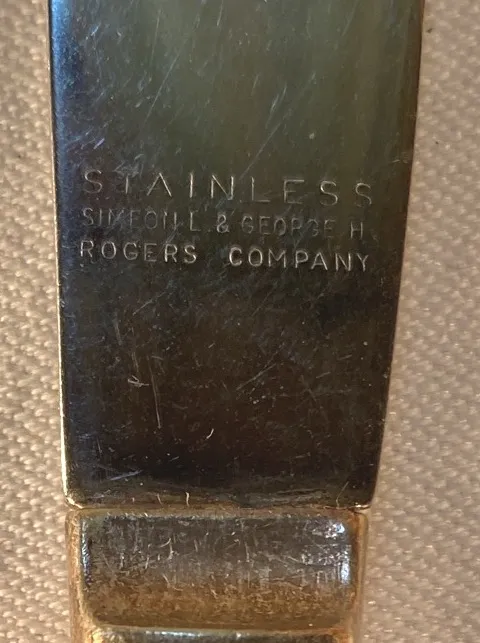 STAINLESS
SIMEON L. & GEORGE H.
ROGERS COMPANY